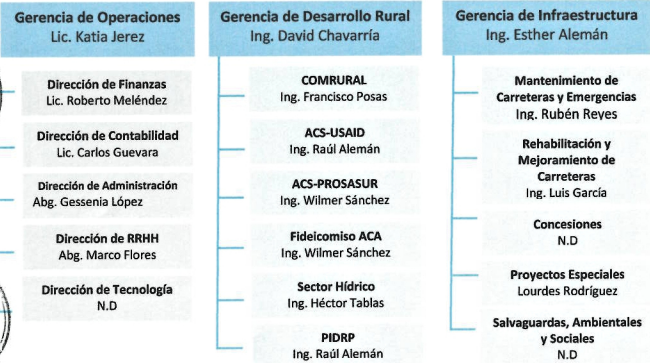 Gerencia de Operaciones
Lic. Katia Jerez
Dirección de Finanzas
Lic. Roberto Meléndez
Dirección de Contabilidad
Lic. Carlos Guevara
Dirección de Administración
Abg. Gessenia López
Dirección de RRHH
Abg. Marco Flores
Dirección de Tecnología
N.D
Gerencia de Desarrollo Rural
Ing. David Chavarría
COMRURAL
Ing. Francisco Posas
ACS-USAID
Ing. Raúl Alemán
ACS-PROSASUR
Ing. Wilmer Sánchez
Fideicomiso ACA
Ing. Wilmer Sánchez
Sector Hídrico
Ing. Héctor Tablas
PIDRP
Ing. Raúl Alemán
Gerencia de Infraestructura
Ing. Esther Alemán
Mantenimiento de
Carreteras y Emergencias
Ing. Rubén Reyes
Rehabilitación y
Mejoramiento de
Carreteras
Ing. Luis García
Concesiones
N.D
Proyectos Especiales
Lourdes Rodríguez
Salvaguardas, Ambientales
y Sociales
N.D